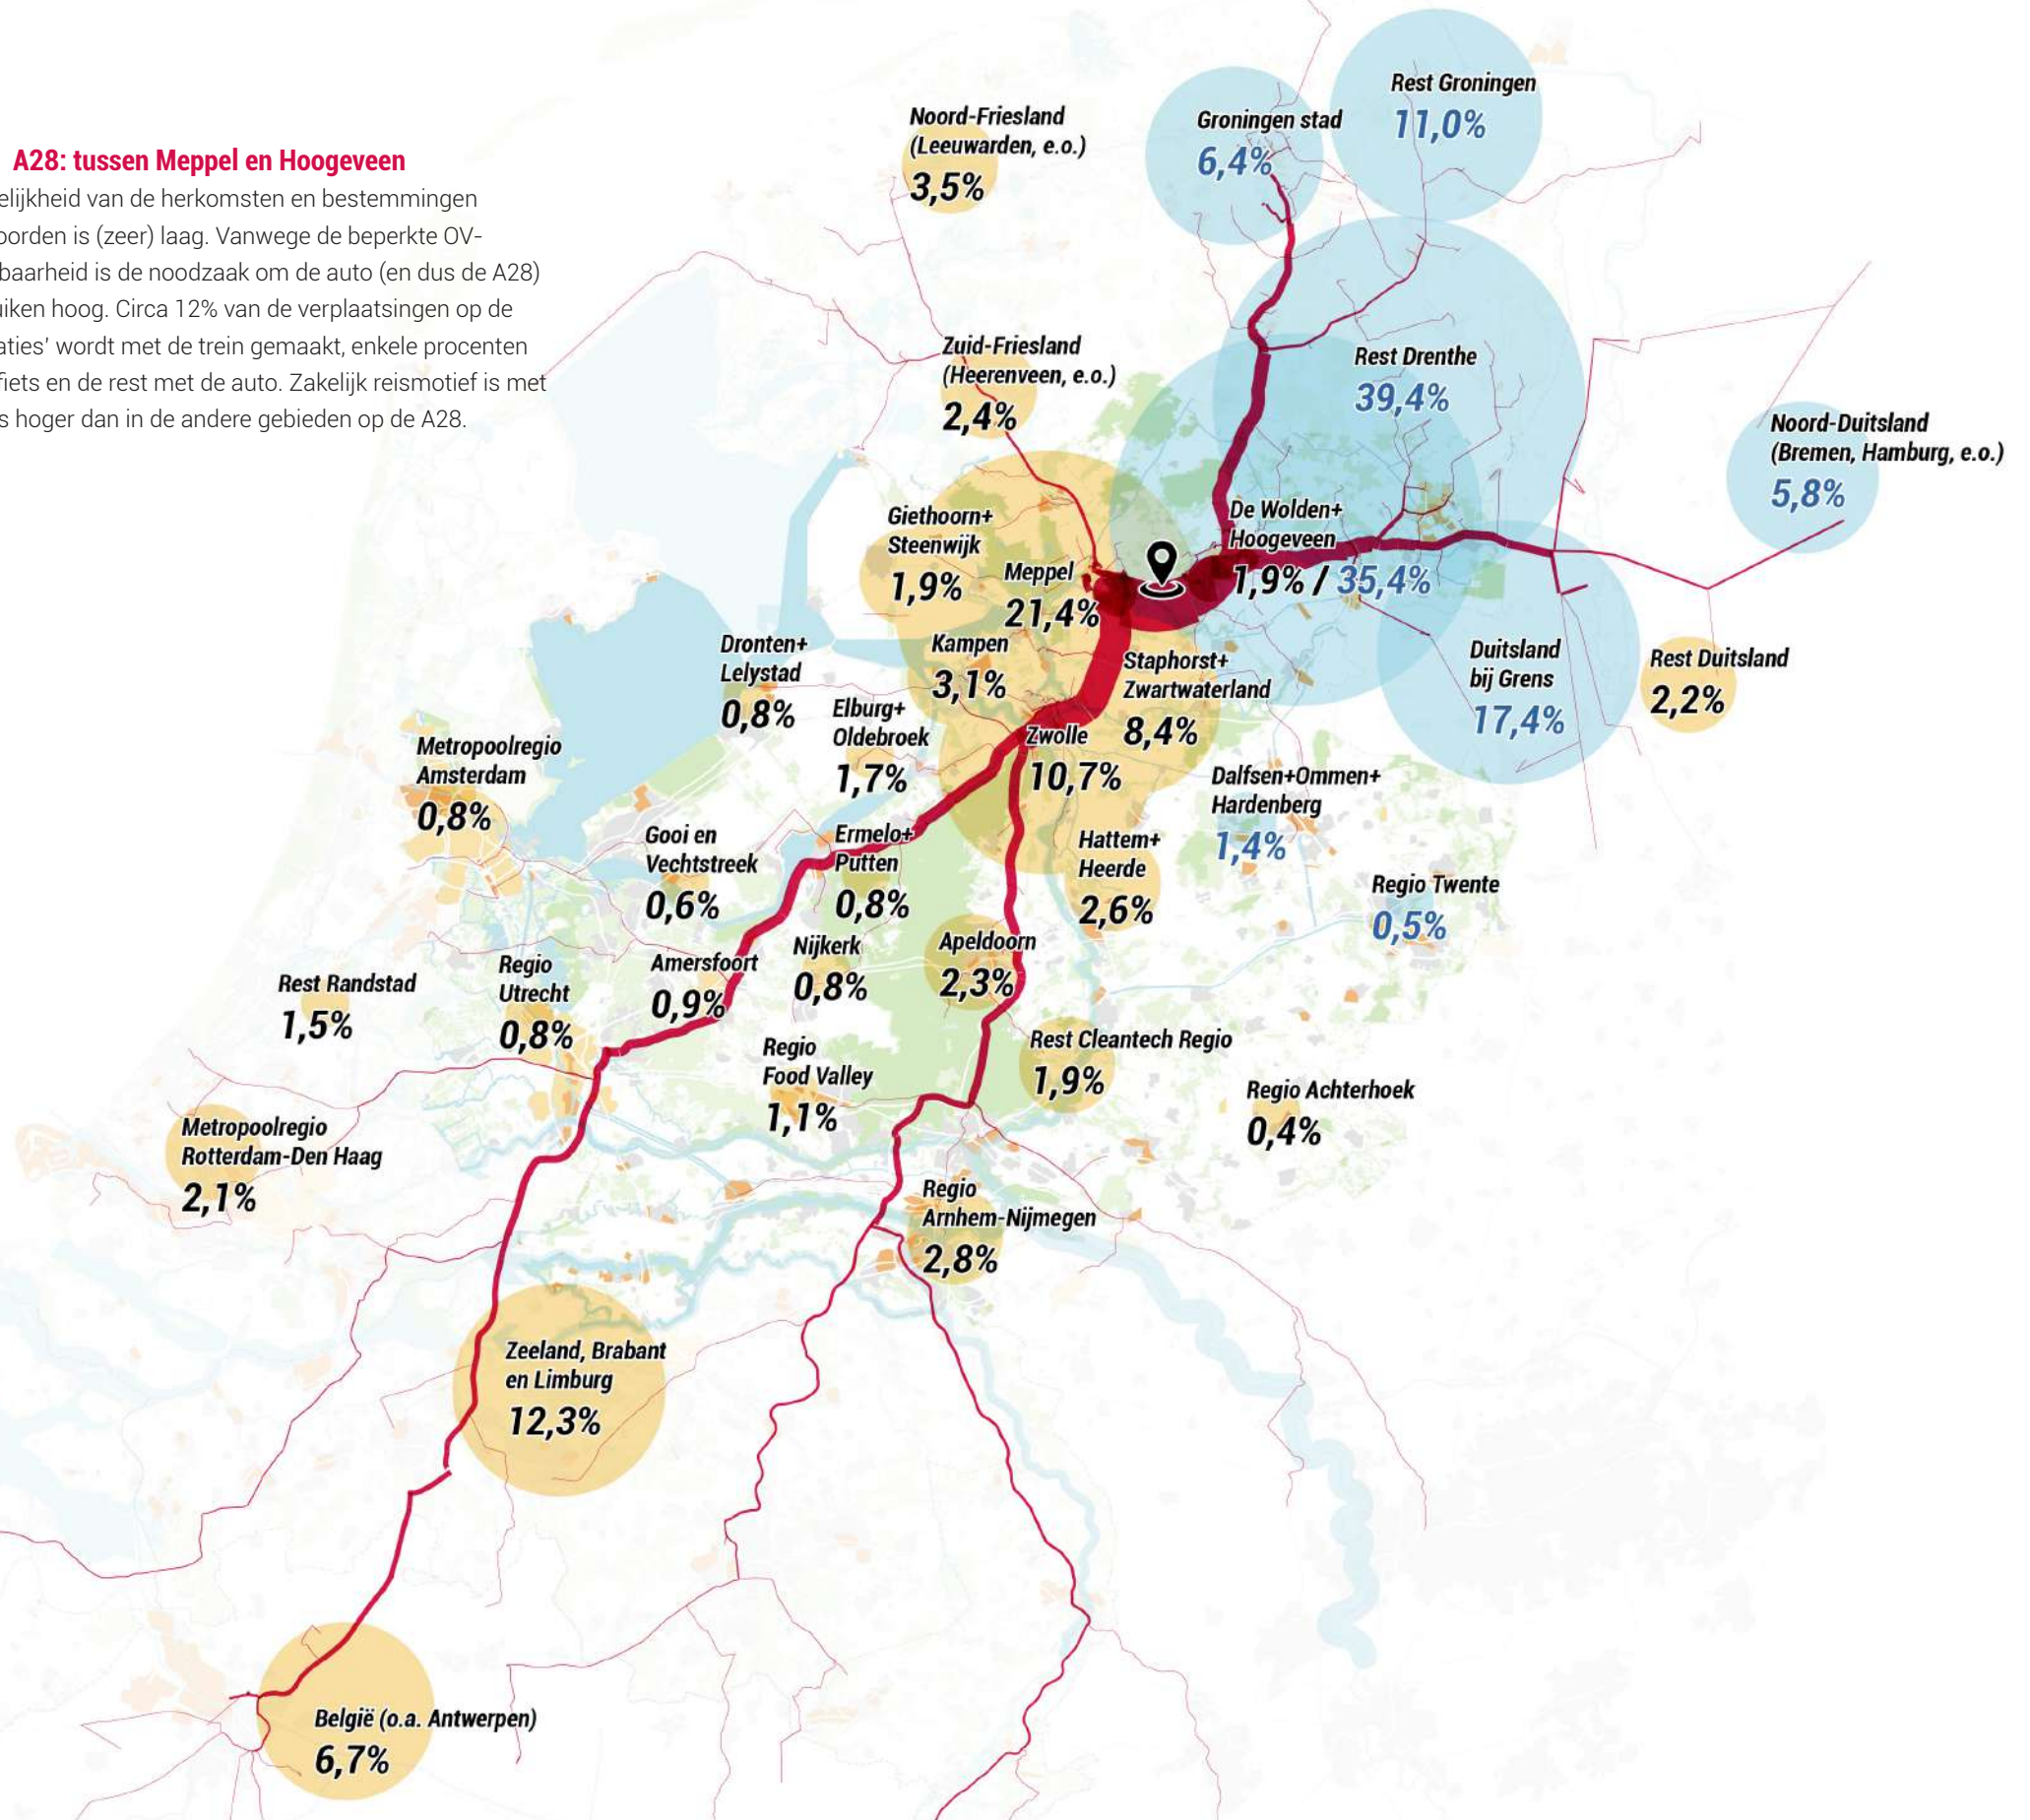 A28: tussen Meppel en Hoogeveen
elijkheid van de herkomsten en bestemmingen
oorden is (zeer) laag. Vanwege de beperkte OV-
baarheid is de noodzaak om de auto (en dus de A28)
uiken hoog. Circa 12% van de verplaatsingen op de
aties' wordt met de trein gemaakt, enkele procenten
fiets en de rest met de auto. Zakelijk reismotief is met
s hoger dan in de andere gebieden op de A28.
Rest Groningen
11,0%
Groningen stad
6,4%
Noord-Friesland
(Leeuwarden, e.o.)
3,5%
Zuid-Friesland
(Heerenveen, e.o.)
2,4%
Rest Drenthe
39,4%
Noord-Duitsland
(Bremen, Hamburg, e.o.)
5,8%
Giethoorn+
Steenwijk
1,9%
Meppel
21,4%
De Wolden+
Hoogeveen
1,9% / 35,4%
Dronten+
Lelystad
0,8%
Kampen
3,1%
Staphorst+
Zwartwaterland
8,4%
Duitsland
bij Grens
17,4%
Rest Duitsland
2,2%
Elburg+
Oldebroek
1,7%
Zwolle
10,7%
Metropoolregio
Amsterdam
0,8%
Dalfsen+Ommen+
Hardenberg
1,4%
Gooi en
Vechtstreek
0,6%
Ermelo+
Putten
0,8%
Hattem+
Heerde
2,6%
Regio Twente
0,5%
Rest Randstad
1,5%
Regio
Utrecht
0,8%
Amersfoort
0,9%
Nijkerk
0,8%
Apeldoorn
2,3%
Regio
Food Valley
1,1%
Rest Cleantech Regio
1,9%
Regio Achterhoek
0,4%
Metropoolregio
Rotterdam-Den Haag
2,1%
Regio
Arnhem-Nijmegen
2,8%
Zeeland, Brabant
en Limburg
12,3%
België (o.a. Antwerpen)
6,7%